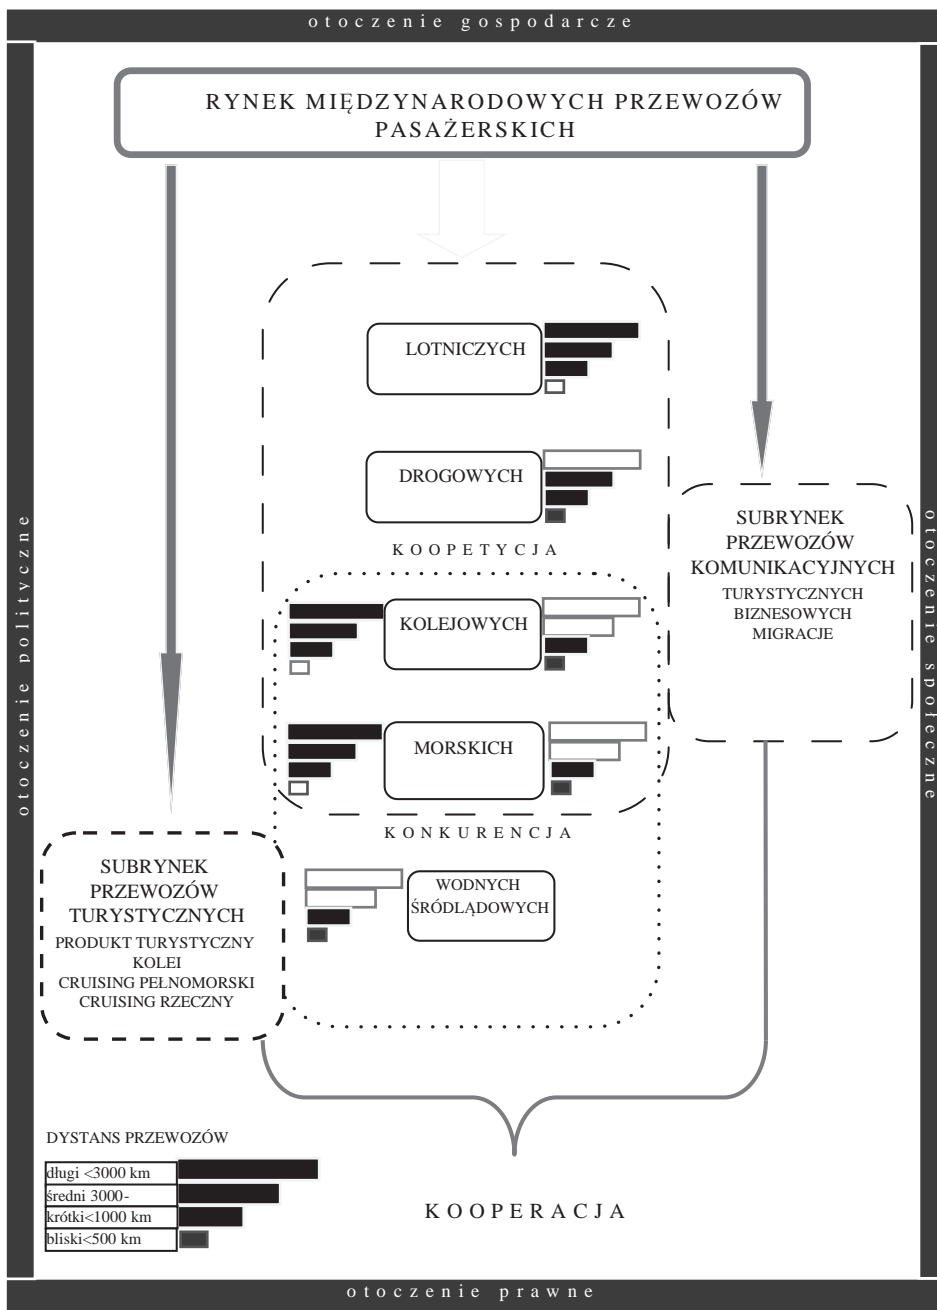 otoczenie gospodarcze
RYNEK MIĘDZYNARODOWYCH PRZEWOZÓW
PASAŻERSKICH
LOTNICZYCH
DROGOWYCH
KOOPETYCJA
KOLEJOWYCH
MORSKICH
KONKURENCJA
WODNYCH
ŚRÓDLĄDOWYCH
otoczenie polityczne
otoczenie społeczne
SUBRYNEK
PRZEWOZÓW
KOMUNIKACYJNYCH
TURYSTYCZNYCH
BIZNESOWYCH
MIGRACJE
SUBRYNEK
PRZEWOZÓW
TURYSTYCZNYCH
PRODUKT TURYSTYCZNY
KOLEI
CRUISING PEŁNOMORSKI
CRUISING RZECZNY
DYSTANS PRZEWOZÓW
długi <3000 km
średni 3000-
krótki<1000 km
bliski<500 km
KOOPERACJA
otoczenie prawne